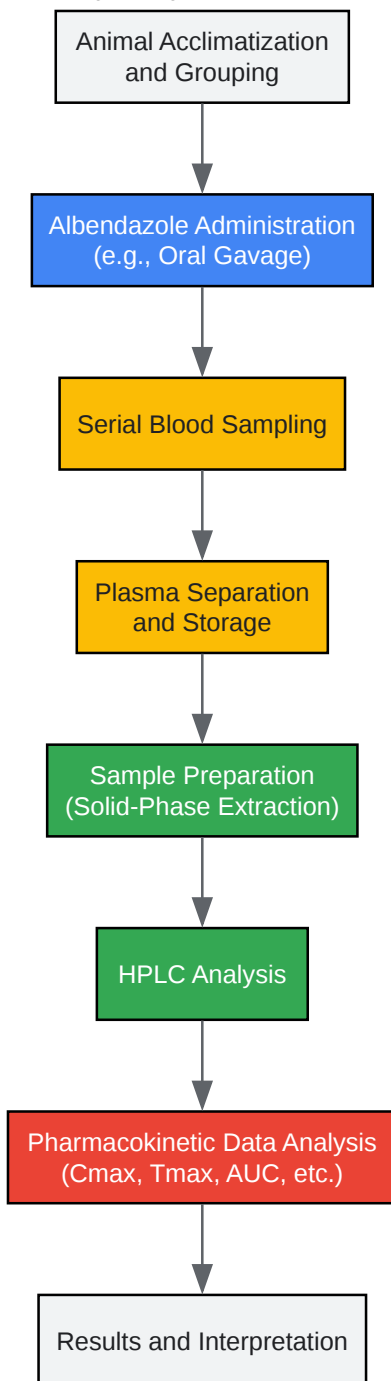 Animal Acclimatization
and Grouping
Albendazole Administration
(e.g., Oral Gavage)
Serial Blood Sampling
Plasma Separation
and Storage
Sample Preparation
(Solid-Phase Extraction)
HPLC Analysis
Pharmacokinetic Data Analysis
(Cmax, Tmax, AUC, etc.)
Results and Interpretation